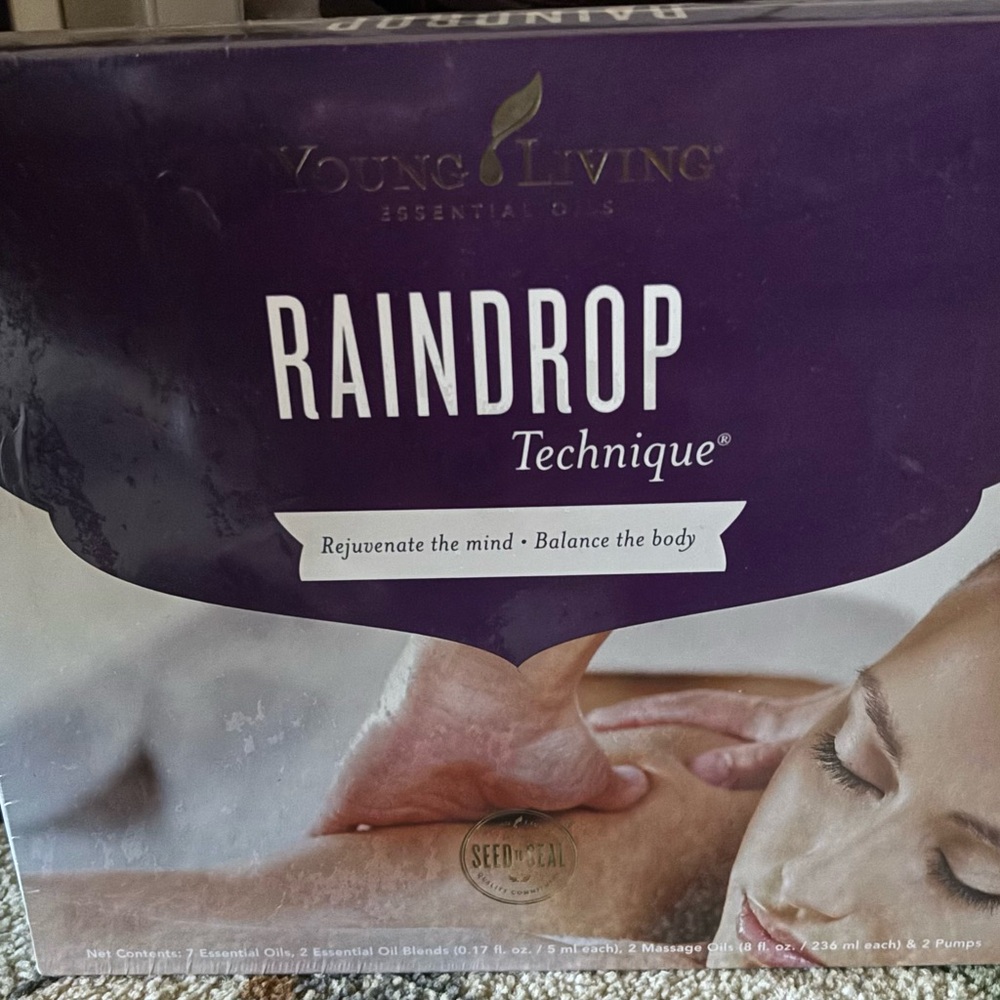 RAINDROP
YOUNG LIVING
ESSENTIAL OILS
RAINDROP
Technique®
Rejuvenate the mind • Balance the body
SEED TO SEAL
Net Contents: 7 Essential Oils, 2 Essential Oil Blends (0.17 fl. oz. / 5 ml each), 2 Massage Oils (8 fl. oz. / 236 ml each) & 2 Pumps